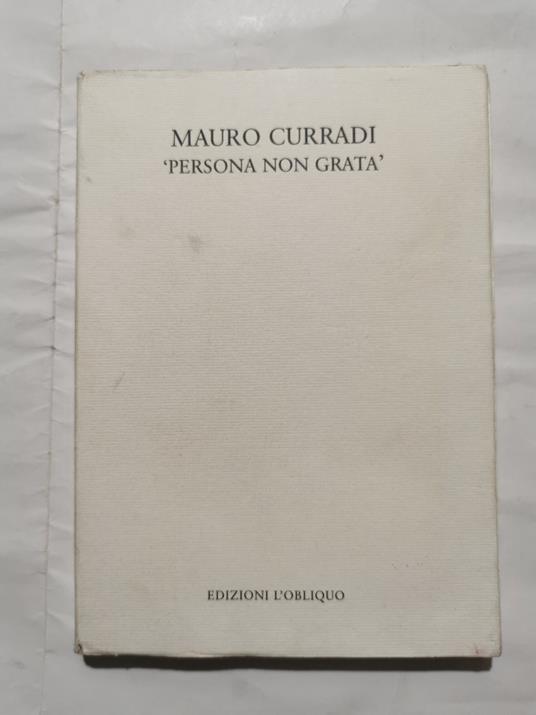 MAURO CURRADI
‘PERSONA NON GRATA’
EDIZIONI L’OBLIQUO